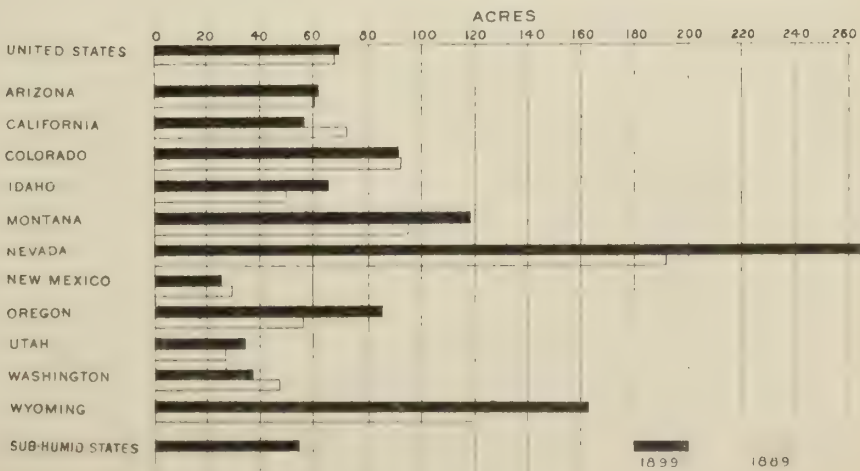 ACRES
0 20 40 60 80 100 120 140 160 180 200 220 240 260
UNITED STATES
ARIZONA
CALIFORNIA
COLORADO
IDAHO
MONTANA
NEVADA
NEW MEXICO
OREGON
UTAH
WASHINGTON
WYOMING
SUB-HUMID STATES
1899 1889